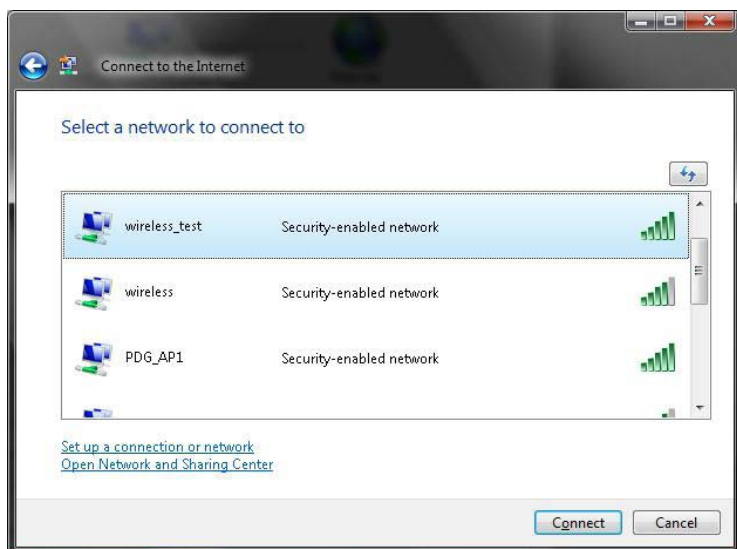 Connect to the Internet
Select a network to connect to
wireless_test Security-enabled network
wireless Security-enabled network
PDG_AP1 Security-enabled network
Set up a connection or network
Open Network and Sharing Center
Connect Cancel